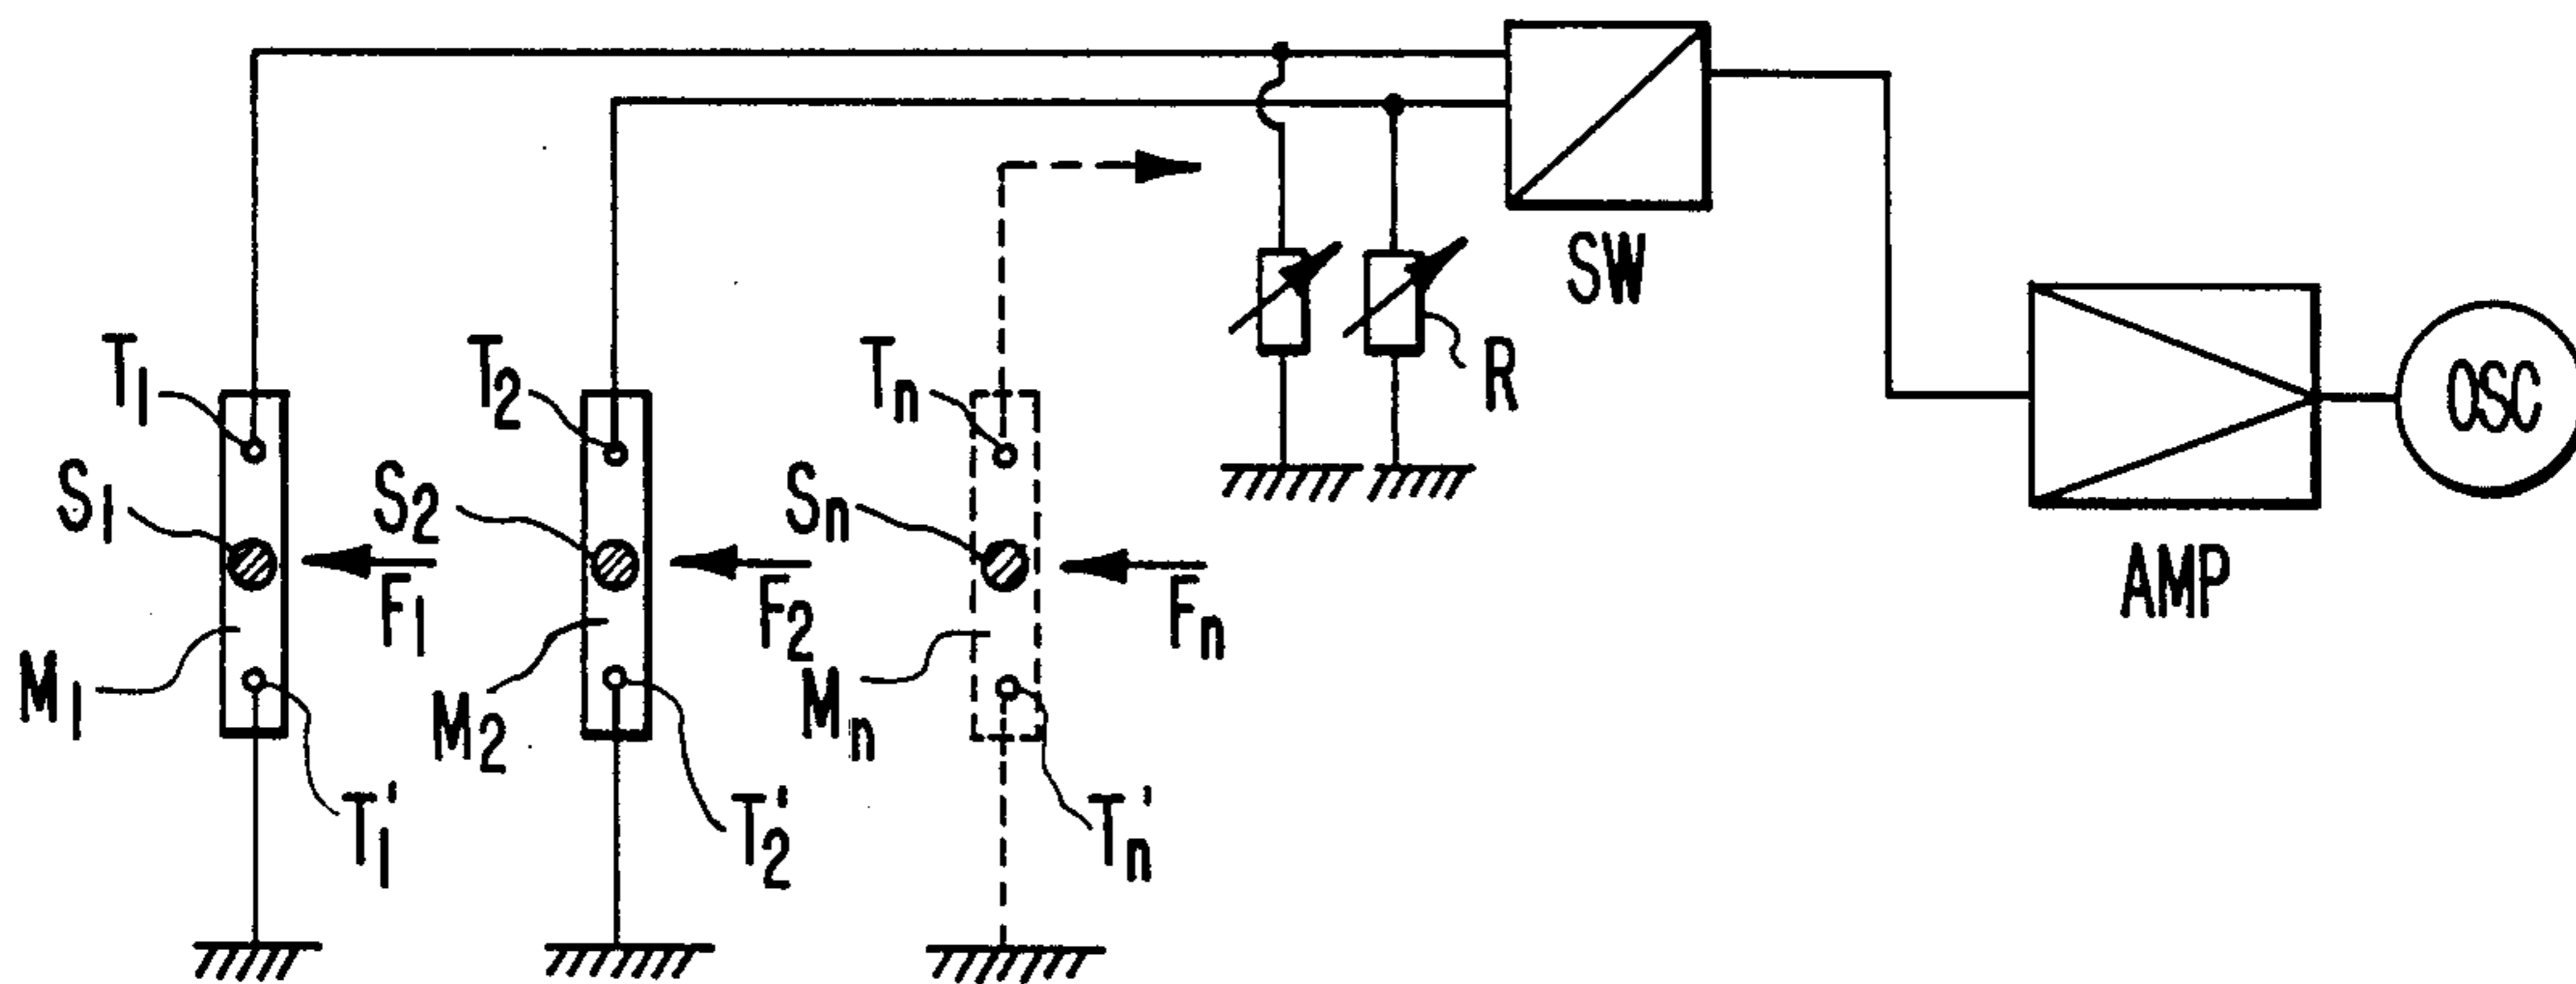 SW
T1
T2
Tn
R
OSC
S1
S2
Sn
F1
F2
Fn
AMP
M1
M2
Mn
T1'
T2'
Tn'